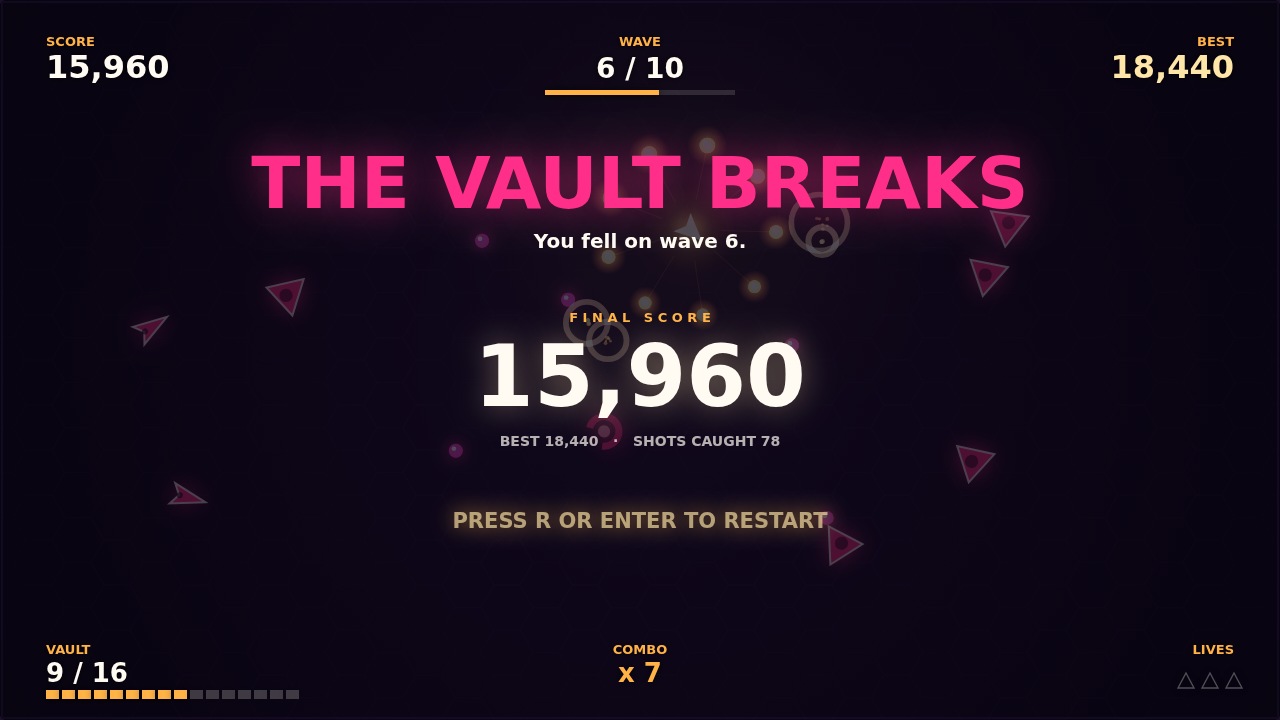 SCORE
15,960
WAVE
6 / 10
BEST
18,440
THE VAULT BREAKS
You fell on wave 6.
FINAL SCORE
15,960
BEST 18,440 · SHOTS CAUGHT 78
PRESS R OR ENTER TO RESTART
VAULT
9 / 16
COMBO
x 7
LIVES